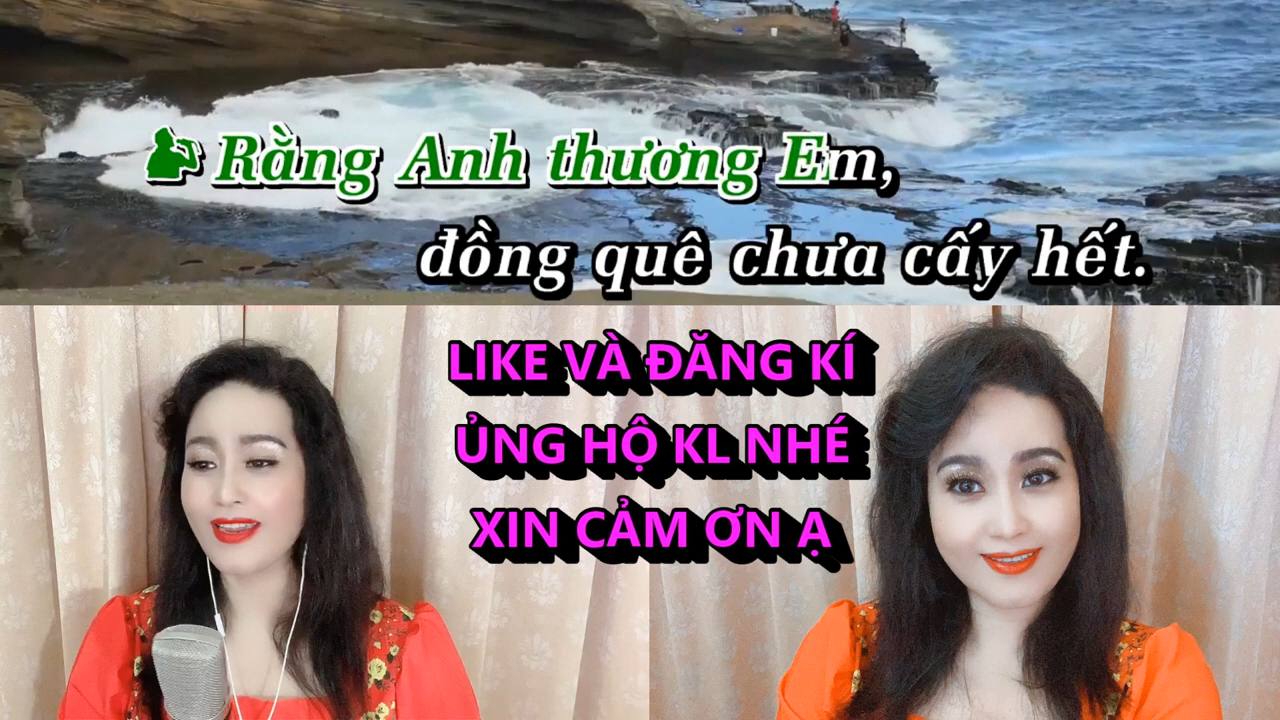 Rằng Anh thương Em,
đồng quê chưa cấy hết.
LIKE VÀ ĐĂNG KÍ
ỦNG HỘ KL NHÉ
XIN CẢM ƠN Ạ